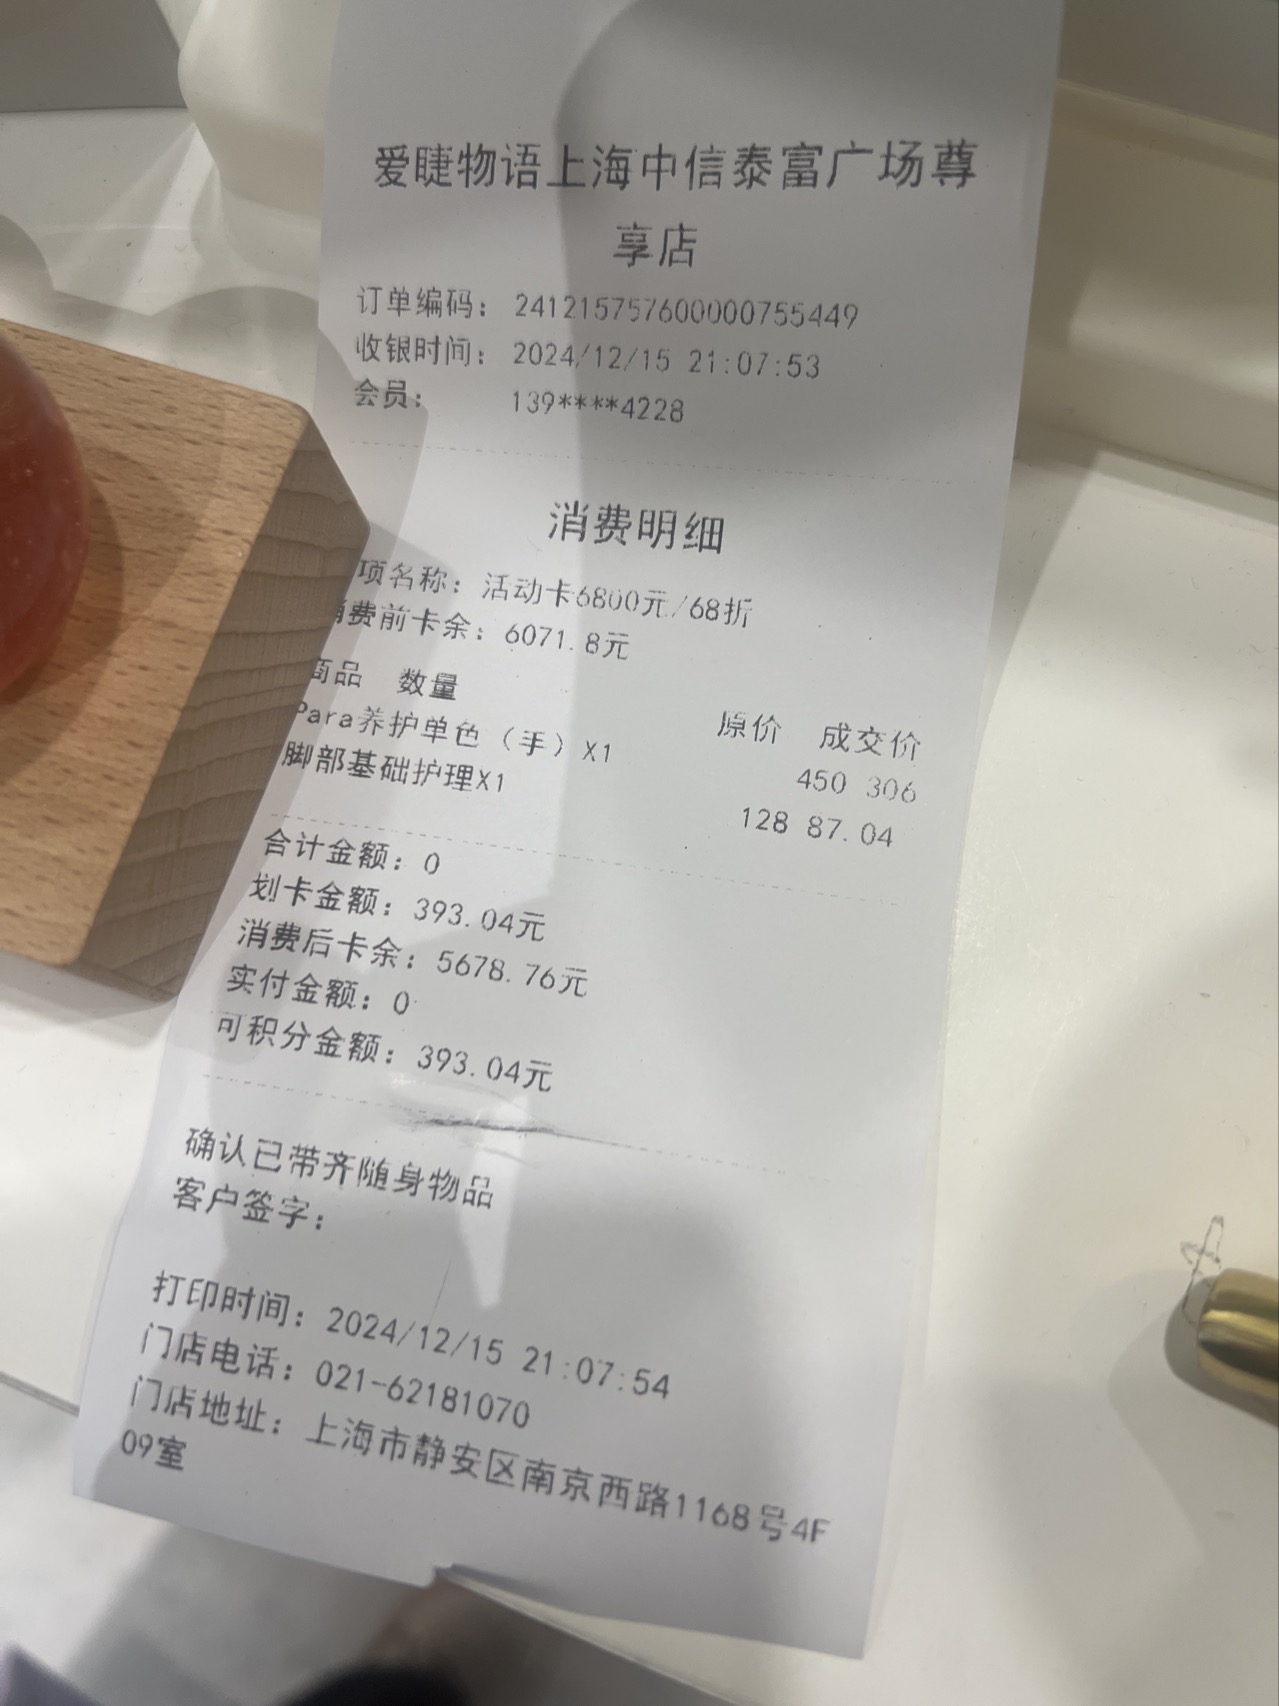 爱睫物语上海中信泰富广场尊
享店
订单编码： 241215757600000755449
收银时间： 2024/12/15 21:07:53
会员： 139****4228
消费明细
项名称：活动卡6800元/68折
消费前卡余：6071.8元
商品 数量 原价 成交价
Para养护单色（手）X1 450 306
脚部基础护理X1 128 87.04
合计金额：0
划卡金额：393.04元
消费后卡余：5678.76元
实付金额：0
可积分金额：393.04元
确认已带齐随身物品
客户签字：
打印时间：2024/12/15 21:07:54
门店电话：021-62181070
门店地址：上海市静安区南京西路1168号4F
09室